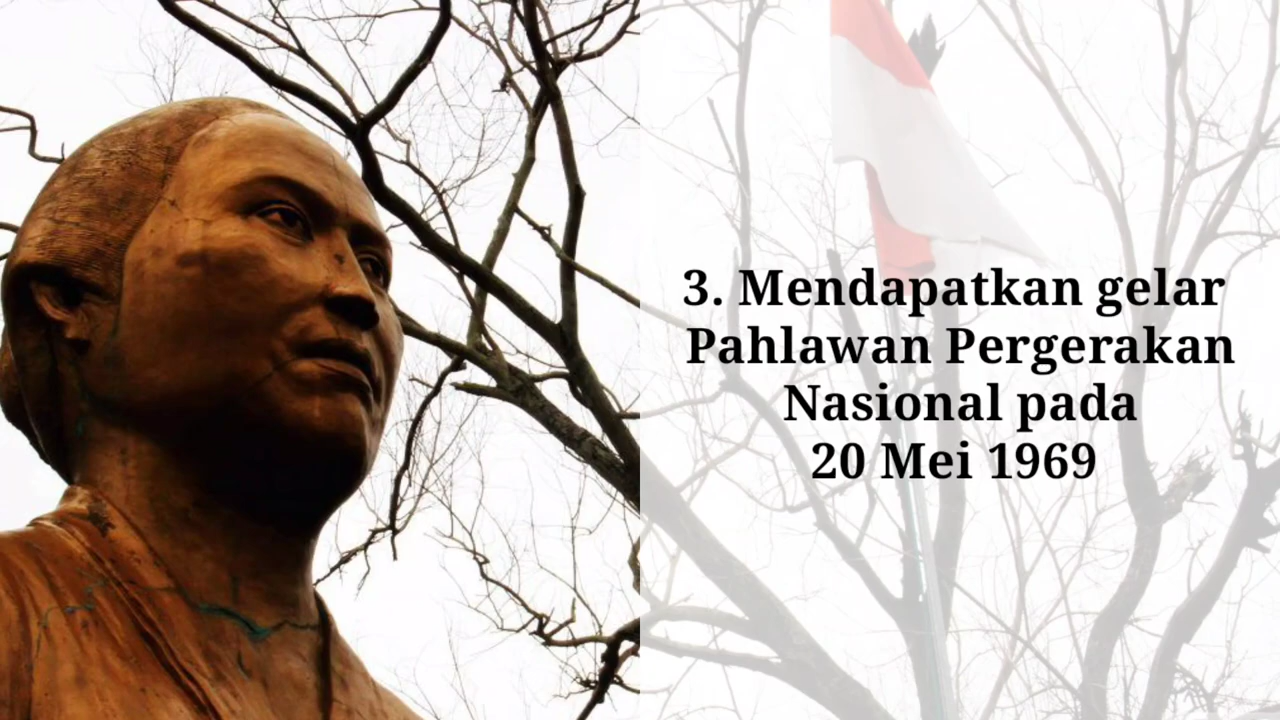 3. Mendapatkan gelar
Pahlawan Pergerakan
Nasional pada
20 Mei 1969